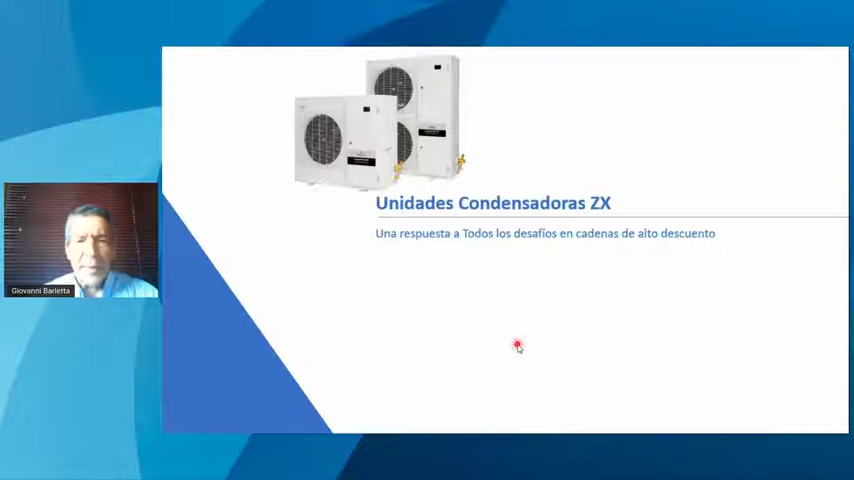 Unidades Condensadoras ZX
Una respuesta a Todos los desafíos en cadenas de alto descuento
Giovanni Barletta